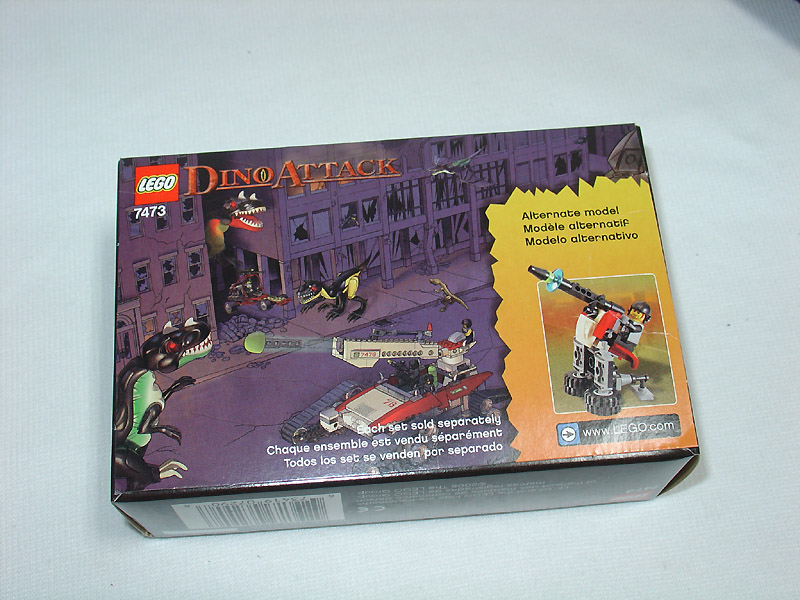 LEGO
DINO ATTACK
7473
Alternate model
Modèle alternatif
Modelo alternativo
Each set sold separately
Chaque ensemble est vendu séparément
Todos los set se venden por separado
www.LEGO.com